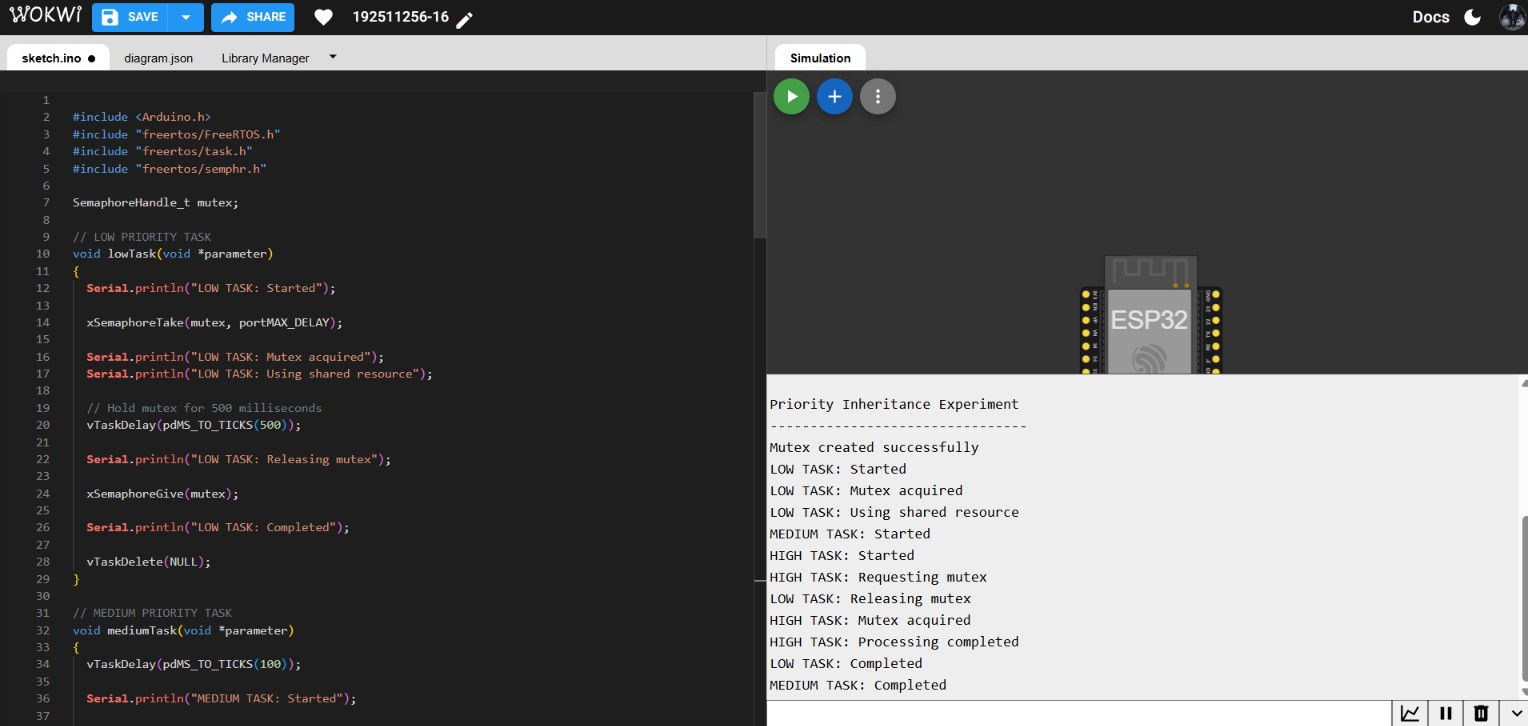 WOKWI SAVE SHARE 192511256-16 Docs
sketch.ino diagram.json Library Manager
Simulation
1
2 #include <Arduino.h>
3 #include "freertos/FreeRTOS.h"
4 #include "freertos/task.h"
5 #include "freertos/semphr.h"
6
7 SemaphoreHandle_t mutex;
8
9 // LOW PRIORITY TASK
10 void lowTask(void *parameter)
11 {
12 Serial.println("LOW TASK: Started");
13
14 xSemaphoreTake(mutex, portMAX_DELAY);
15
16 Serial.println("LOW TASK: Mutex acquired");
17 Serial.println("LOW TASK: Using shared resource");
18
19 // Hold mutex for 500 milliseconds
20 vTaskDelay(pdMS_TO_TICKS(500));
21
22 Serial.println("LOW TASK: Releasing mutex");
23
24 xSemaphoreGive(mutex);
25
26 Serial.println("LOW TASK: Completed");
27
28 vTaskDelete(NULL);
29 }
30
31 // MEDIUM PRIORITY TASK
32 void mediumTask(void *parameter)
33 {
34 vTaskDelay(pdMS_TO_TICKS(100));
35
36 Serial.println("MEDIUM TASK: Started");
37
ESP32
Priority Inheritance Experiment
--------------------------------
Mutex created successfully
LOW TASK: Started
LOW TASK: Mutex acquired
LOW TASK: Using shared resource
MEDIUM TASK: Started
HIGH TASK: Started
HIGH TASK: Requesting mutex
LOW TASK: Releasing mutex
HIGH TASK: Mutex acquired
HIGH TASK: Processing completed
LOW TASK: Completed
MEDIUM TASK: Completed